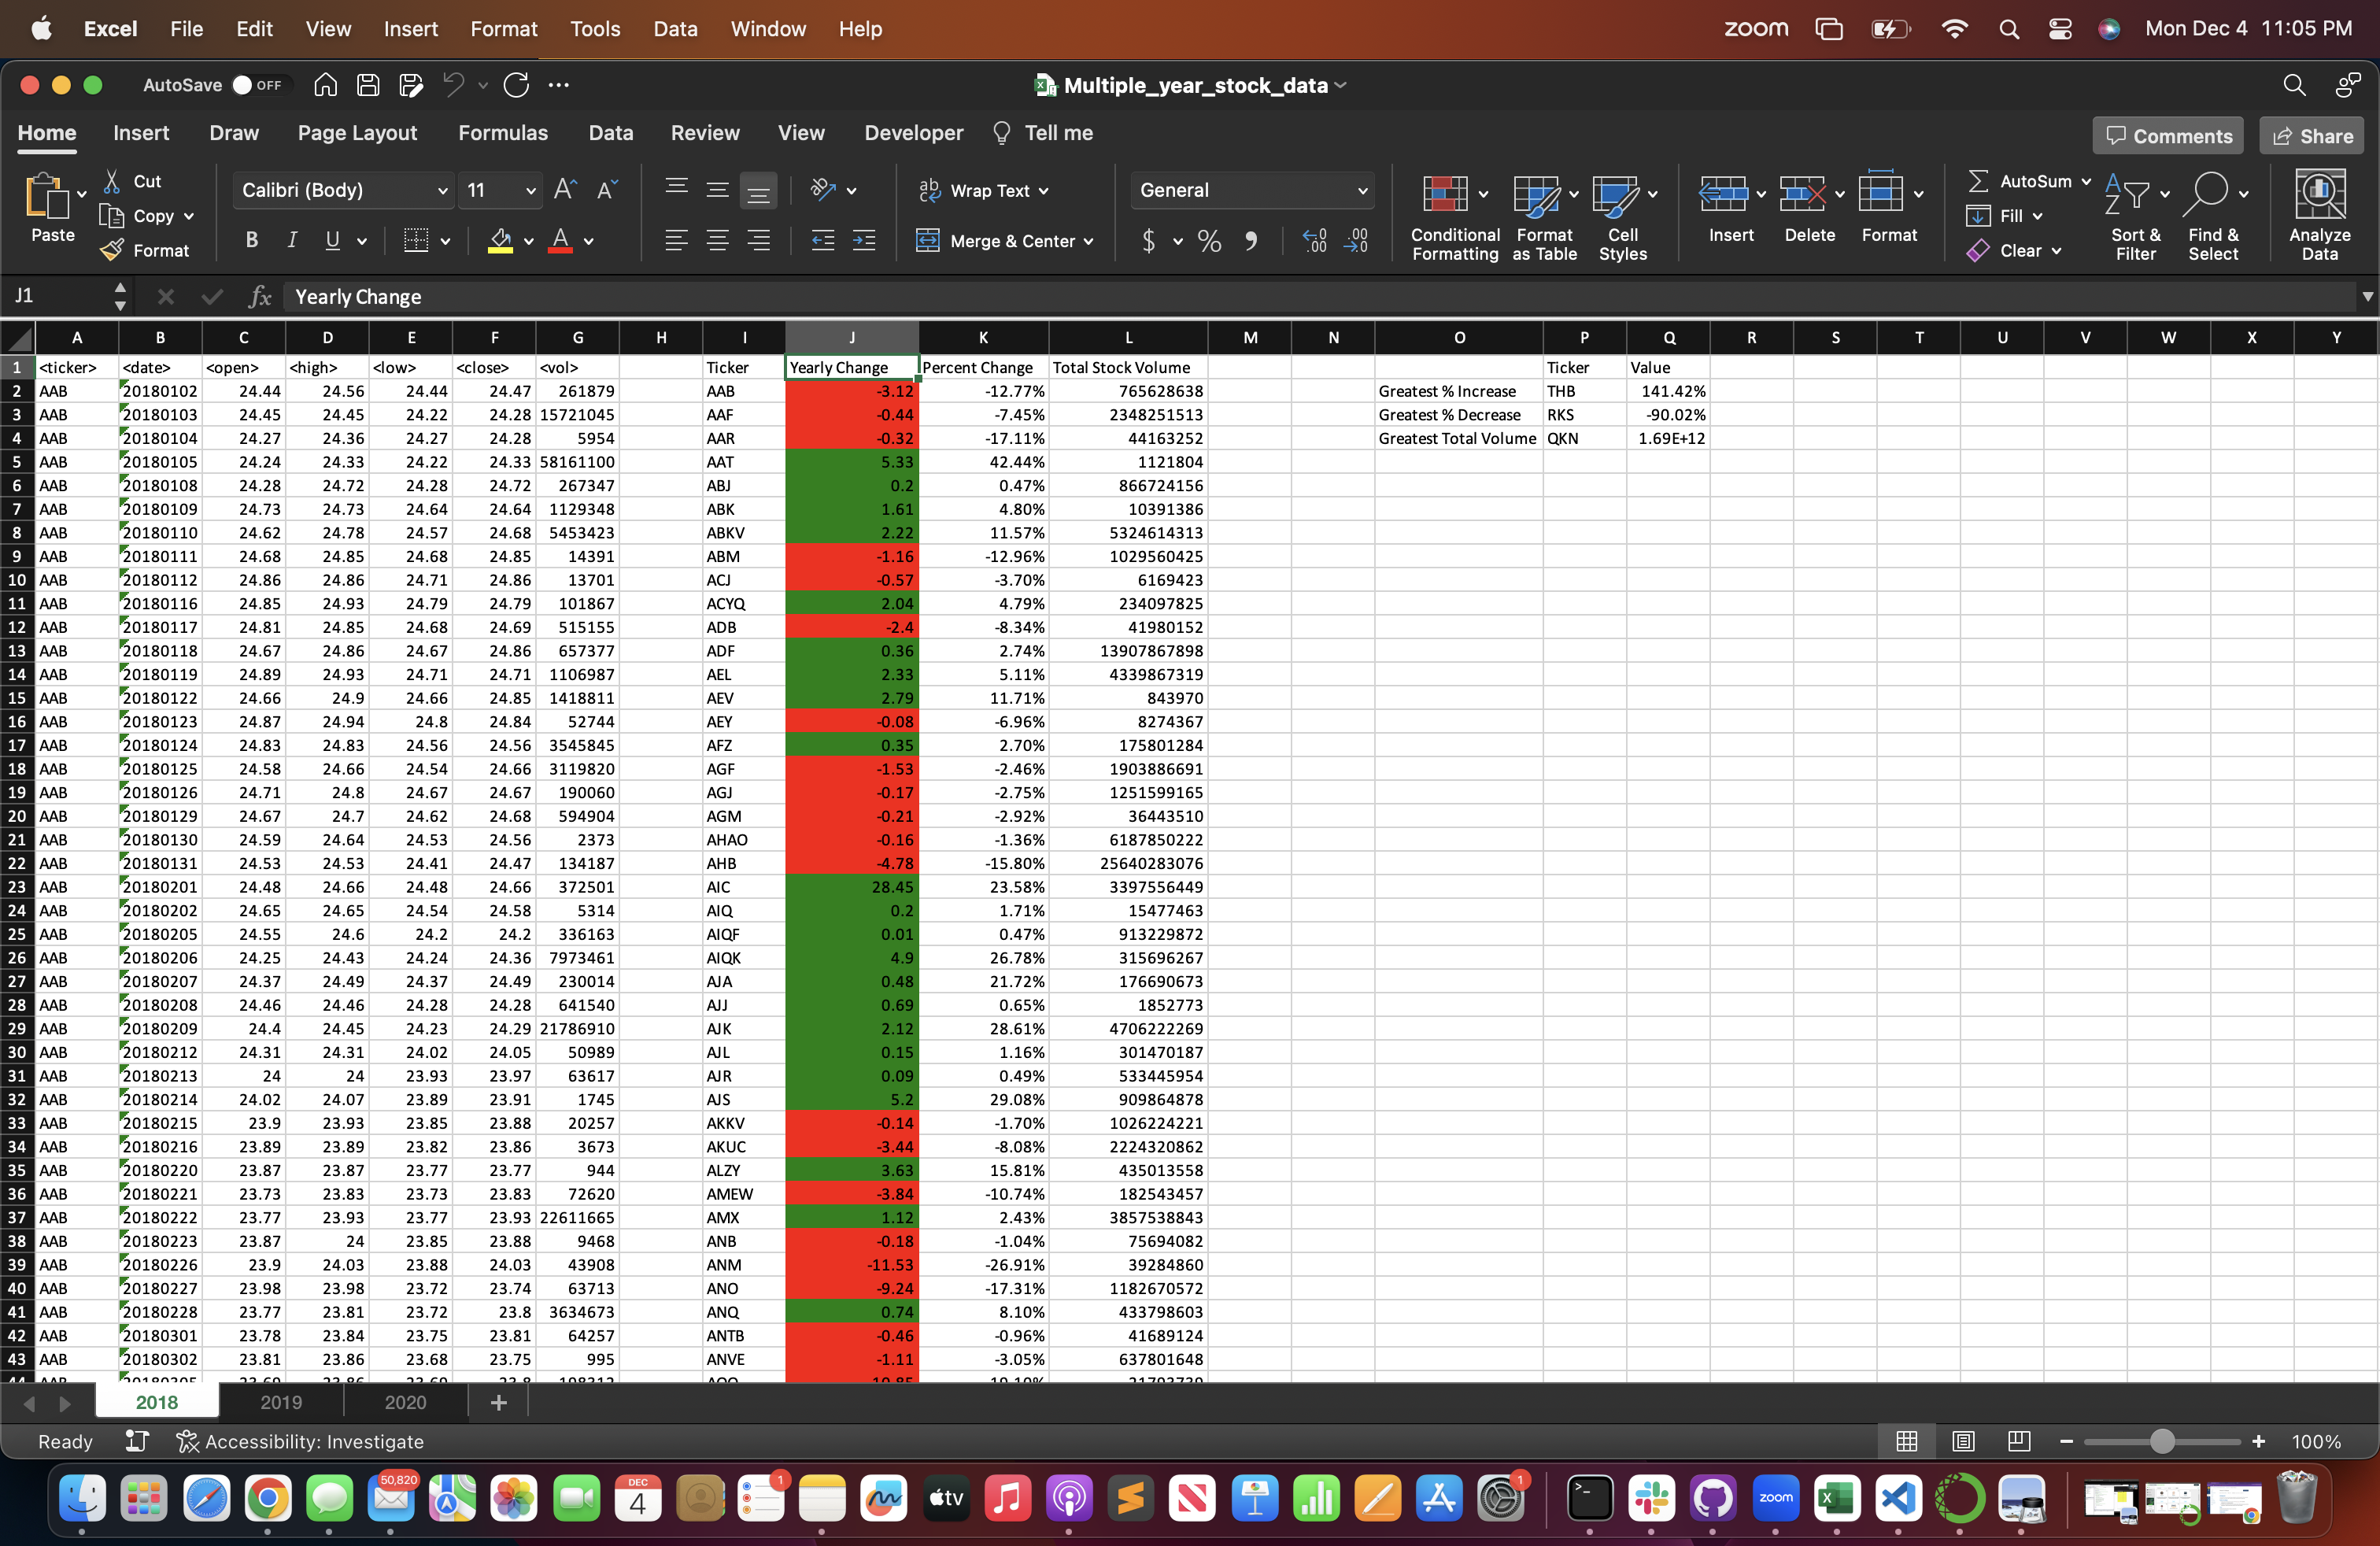 Excel File Edit View Insert Format Tools Data Window Help zoom Mon Dec 4 11:05 PM
AutoSave OFF Multiple_year_stock_data
Home Insert Draw Page Layout Formulas Data Review View Developer Tell me Comments Share
Paste Cut Copy Format Calibri (Body) 11 Wrap Text Merge & Center General Conditional Formatting Format as Table Cell Styles Insert Delete Format AutoSum Fill Clear Sort & Filter Find & Select Analyze Data
J1 fx Yearly Change
A B C D E F G H I J K L M N O P Q R S T U V W X Y
1 <ticker> <date> <open> <high> <low> <close> <vol> Ticker Yearly Change Percent Change Total Stock Volume Ticker Value
2 AAB 20180102 24.44 24.56 24.44 24.47 261879 AAB -3.12 -12.77% 765628638 Greatest % Increase THB 141.42%
3 AAB 20180103 24.45 24.45 24.22 24.28 15721045 AAF -0.44 -7.45% 2348251513 Greatest % Decrease RKS -90.02%
4 AAB 20180104 24.27 24.36 24.27 24.28 5954 AAR -0.32 -17.11% 44163252 Greatest Total Volume QKN 1.69E+12
5 AAB 20180105 24.24 24.33 24.22 24.33 58161100 AAT 5.33 42.44% 1121804
6 AAB 20180108 24.28 24.72 24.28 24.72 267347 ABJ 0.2 0.47% 866724156
7 AAB 20180109 24.73 24.73 24.64 24.64 1129348 ABK 1.61 4.80% 10391386
8 AAB 20180110 24.62 24.78 24.57 24.68 5453423 ABKV 2.22 11.57% 5324614313
9 AAB 20180111 24.68 24.85 24.68 24.85 14391 ABM -1.16 -12.96% 1029560425
10 AAB 20180112 24.86 24.86 24.71 24.86 13701 ACJ -0.57 -3.70% 6169423
11 AAB 20180116 24.85 24.93 24.79 24.79 101867 ACYQ 2.04 4.79% 234097825
12 AAB 20180117 24.81 24.85 24.68 24.69 515155 ADB -2.4 -8.34% 41980152
13 AAB 20180118 24.67 24.86 24.67 24.86 657377 ADF 0.36 2.74% 13907867898
14 AAB 20180119 24.89 24.93 24.71 24.71 1106987 AEL 2.33 5.11% 4339867319
15 AAB 20180122 24.66 24.9 24.66 24.85 1418811 AEV 2.79 11.71% 843970
16 AAB 20180123 24.87 24.94 24.8 24.84 52744 AEY -0.08 -6.96% 8274367
17 AAB 20180124 24.83 24.83 24.56 24.56 3545845 AFZ 0.35 2.70% 175801284
18 AAB 20180125 24.58 24.66 24.54 24.66 3119820 AGF -1.53 -2.46% 1903886691
19 AAB 20180126 24.71 24.8 24.67 24.67 190060 AGJ -0.17 -2.75% 1251599165
20 AAB 20180129 24.67 24.7 24.62 24.68 594904 AGM -0.21 -2.92% 36443510
21 AAB 20180130 24.59 24.64 24.53 24.56 2373 AHAO -0.16 -1.36% 6187850222
22 AAB 20180131 24.53 24.53 24.41 24.47 134187 AHB -4.78 -15.80% 25640283076
23 AAB 20180201 24.48 24.66 24.48 24.66 372501 AIC 28.45 23.58% 3397556449
24 AAB 20180202 24.65 24.65 24.54 24.58 5314 AIQ 0.2 1.71% 15477463
25 AAB 20180205 24.55 24.6 24.2 24.2 336163 AIQF 0.01 0.47% 913229872
26 AAB 20180206 24.25 24.43 24.24 24.36 7973461 AIQK 4.9 26.78% 315696267
27 AAB 20180207 24.37 24.49 24.37 24.49 230014 AJA 0.48 21.72% 176690673
28 AAB 20180208 24.46 24.46 24.28 24.28 641540 AJJ 0.69 0.65% 1852773
29 AAB 20180209 24.4 24.45 24.23 24.29 21786910 AJK 2.12 28.61% 4706222269
30 AAB 20180212 24.31 24.31 24.02 24.05 50989 AJL 0.15 1.16% 301470187
31 AAB 20180213 24 24 23.93 23.97 63617 AJR 0.09 0.49% 533445954
32 AAB 20180214 24.02 24.07 23.89 23.91 1745 AJS 5.2 29.08% 909864878
33 AAB 20180215 23.9 23.93 23.85 23.88 20257 AKKV -0.14 -1.70% 1026224221
34 AAB 20180216 23.89 23.89 23.82 23.86 3673 AKUC -3.44 -8.08% 2224320862
35 AAB 20180220 23.87 23.87 23.77 23.77 944 ALZY 3.63 15.81% 435013558
36 AAB 20180221 23.73 23.83 23.73 23.83 72620 AMEW -3.84 -10.74% 182543457
37 AAB 20180222 23.77 23.93 23.77 23.93 22611665 AMX 1.12 2.43% 3857538843
38 AAB 20180223 23.87 24 23.85 23.88 9468 ANB -0.18 -1.04% 75694082
39 AAB 20180226 23.9 24.03 23.88 24.03 43908 ANM -11.53 -26.91% 39284860
40 AAB 20180227 23.98 23.98 23.72 23.74 63713 ANO -9.24 -17.31% 1182670572
41 AAB 20180228 23.77 23.81 23.72 23.8 3634673 ANQ 0.74 8.10% 433798603
42 AAB 20180301 23.78 23.84 23.75 23.81 64257 ANTB -0.46 -0.96% 41689124
43 AAB 20180302 23.81 23.86 23.68 23.75 995 ANVE -1.11 -3.05% 637801648
2018 2019 2020 +
Ready Accessibility: Investigate 100%
50,820 DEC 4 1 tv 1 zoom